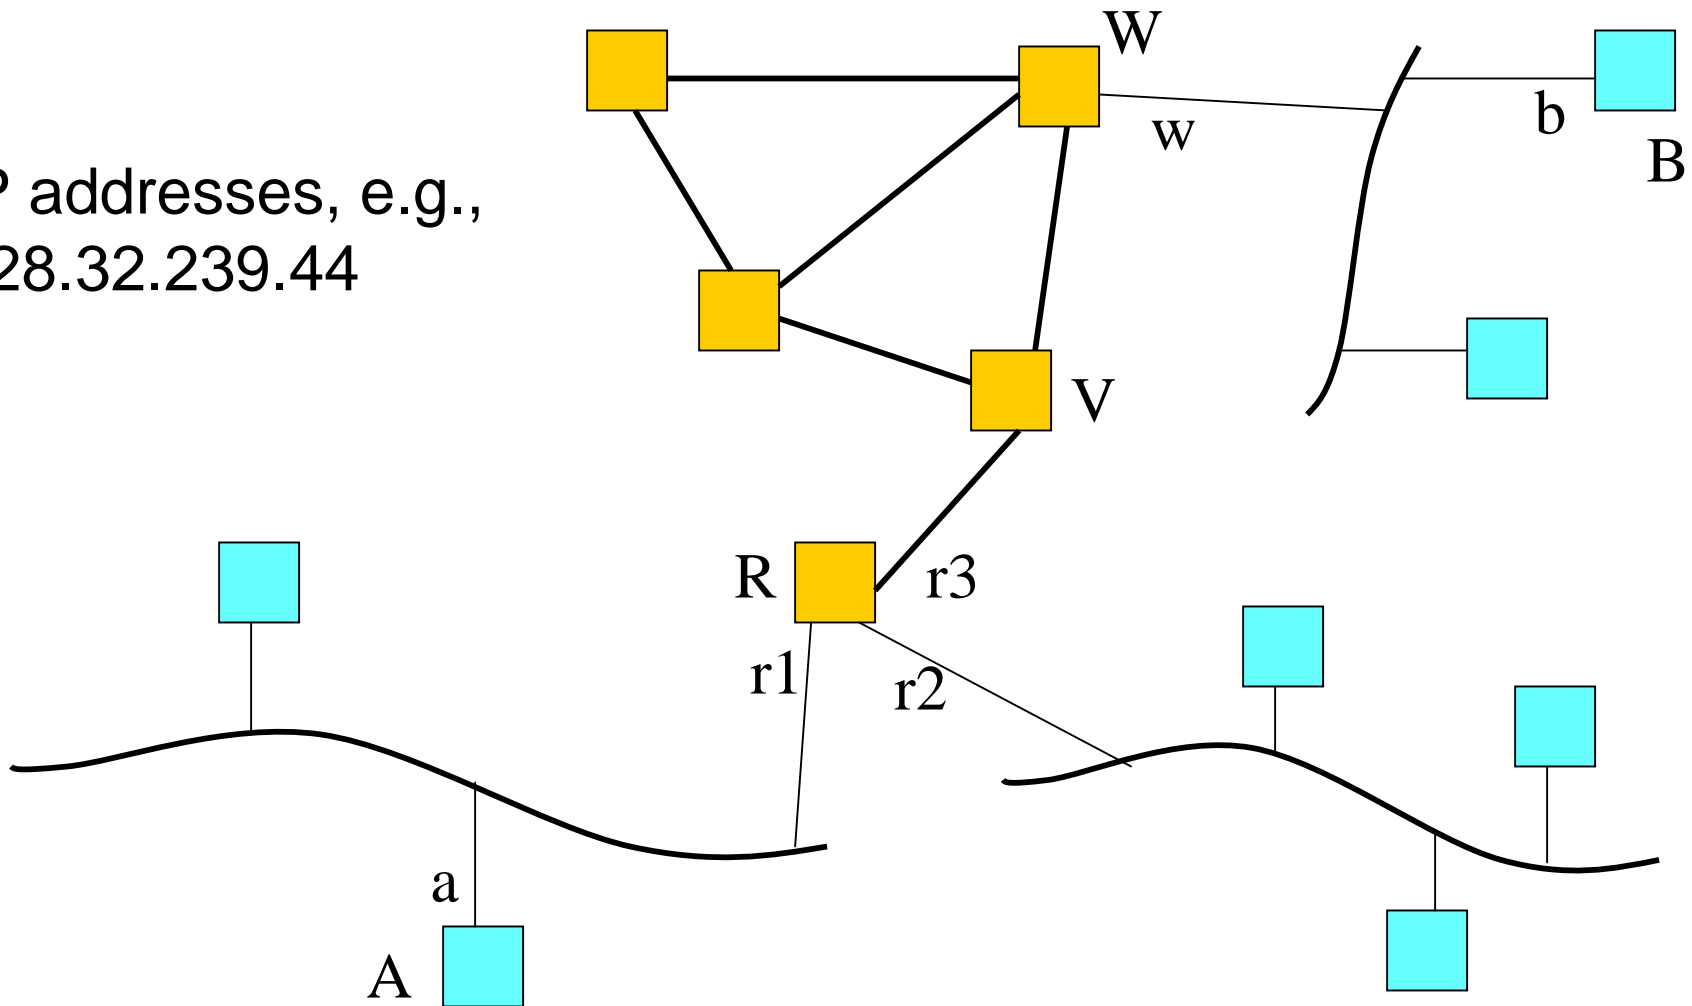 W
w
b
B
addresses, e.g.,
28.32.239.44
V
R
r3
r1
r2
a
A